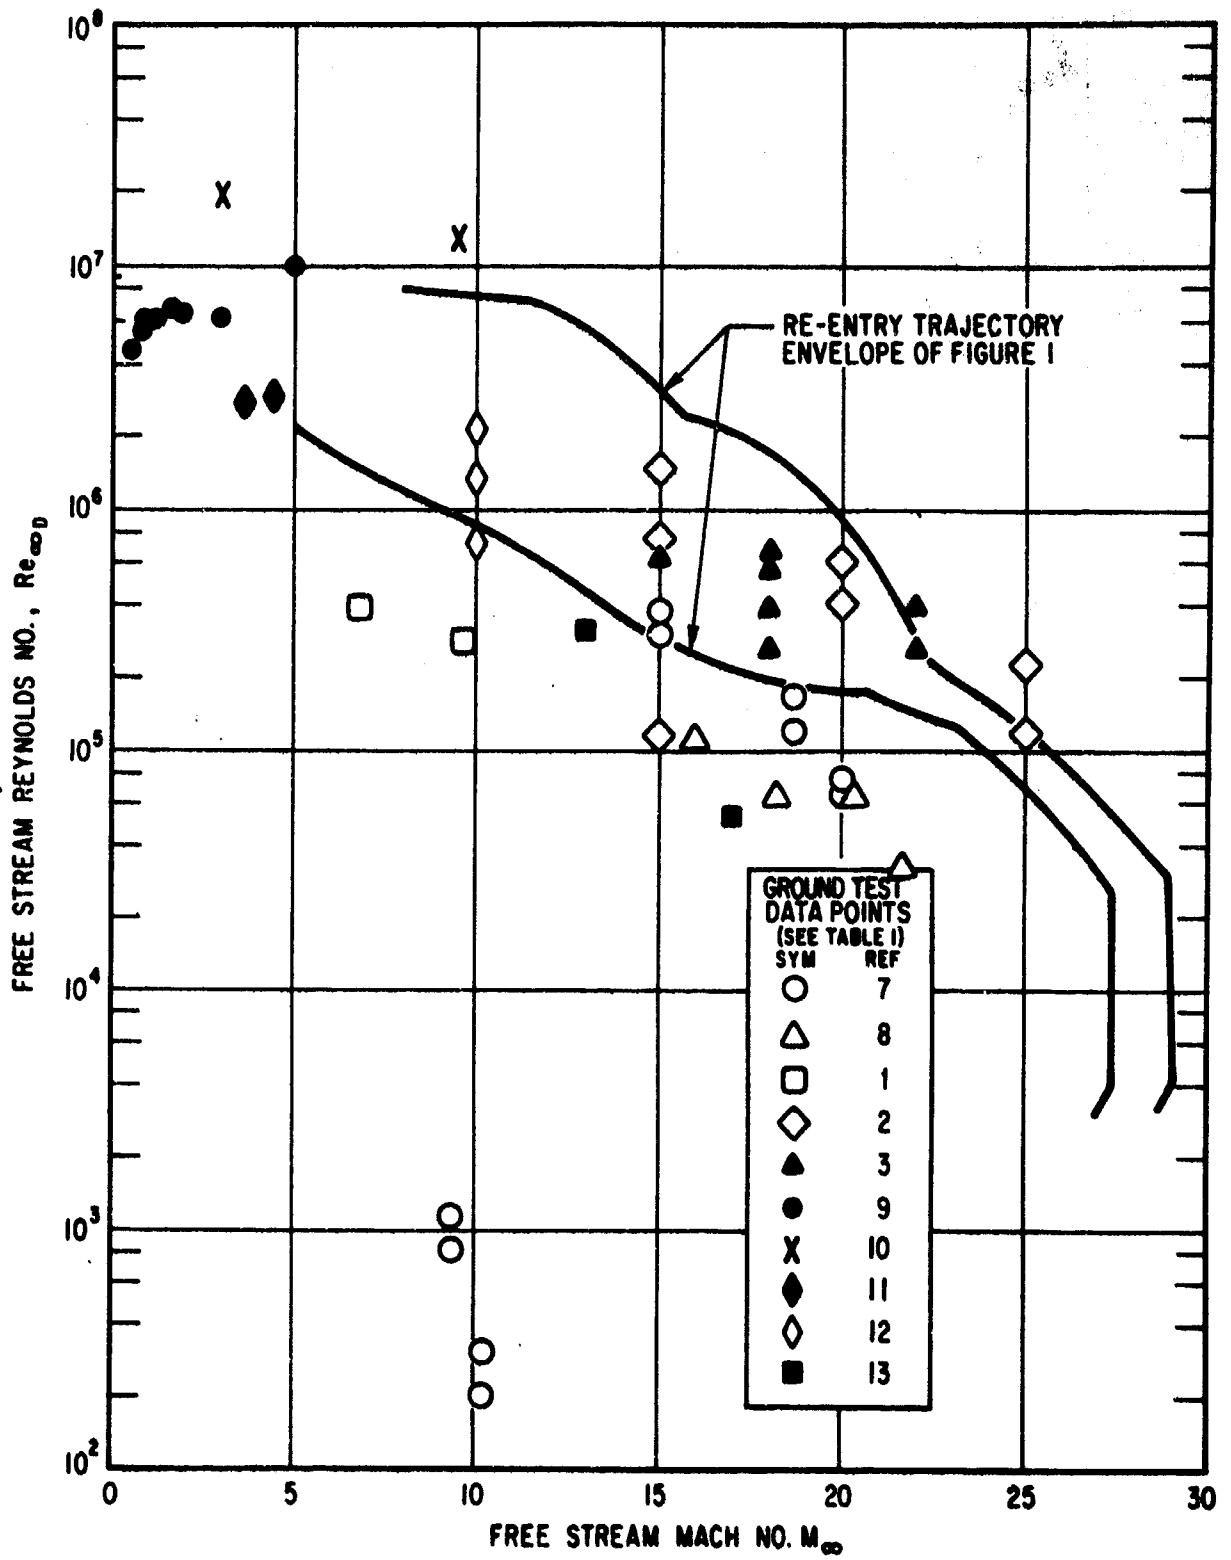 10⁸
10⁷
10⁶
10⁵
10⁴
10³
10²
FREE STREAM REYNOLDS NO., Re∞D
RE-ENTRY TRAJECTORY
ENVELOPE OF FIGURE 1
GROUND TEST
DATA POINTS
(SEE TABLE 1)
SYM REF
7
8
1
2
3
9
X 10
11
12
13
0 5 10 15 20 25 30
FREE STREAM MACH NO. M∞